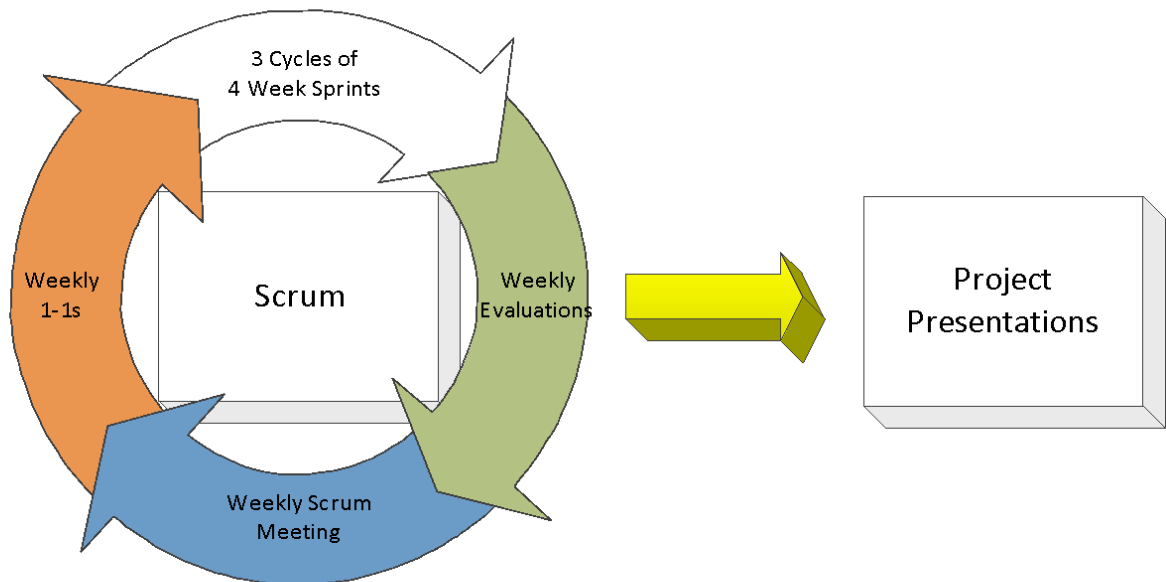 3 Cycles of
4 Week Sprints
Weekly
1-1s
Scrum
Weekly
Evaluations
Weekly Scrum
Meeting
Project
Presentations